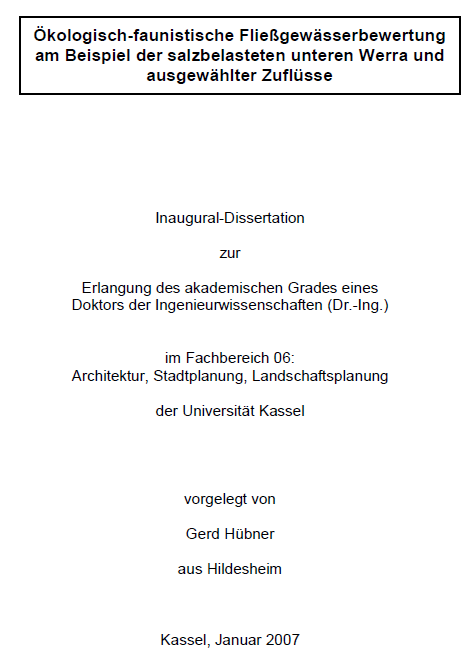 Ökologisch-faunistische Fließgewässerbewertung
am Beispiel der salzbelasteten unteren Werra und
ausgewählter Zuflüsse
Inaugural-Dissertation
zur
Erlangung des akademischen Grades eines
Doktors der Ingenieurwissenschaften (Dr.-Ing.)
im Fachbereich 06:
Architektur, Stadtplanung, Landschaftsplanung
der Universität Kassel
vorgelegt von
Gerd Hübner
aus Hildesheim
Kassel, Januar 2007